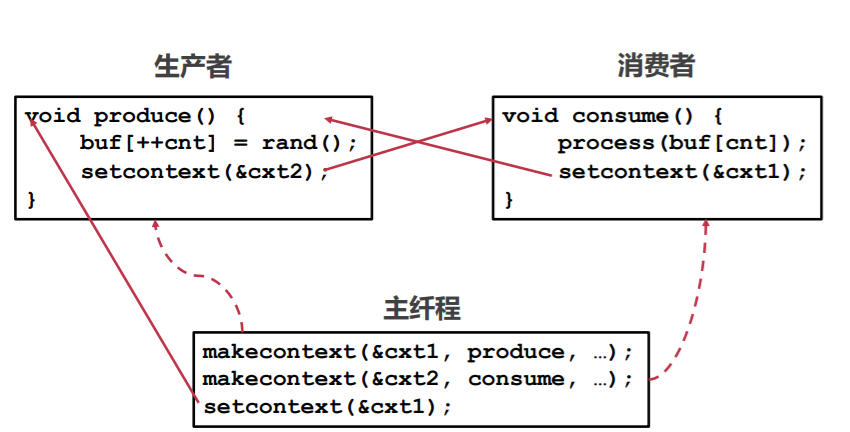 生产者
void produce() {
    buf[++cnt] = rand();
    setcontext(&cxt2);
}
消费者
void consume() {
    process(buf[cnt]);
    setcontext(&cxt1);
}
主纤程
makecontext(&cxt1, produce, …);
makecontext(&cxt2, consume, …);
setcontext(&cxt1);